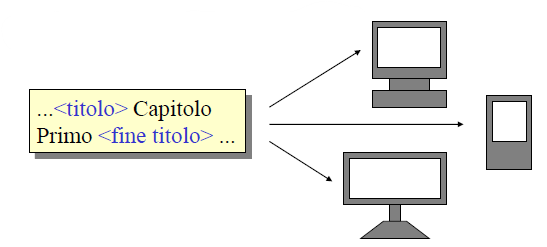 ...<titolo> Capitolo
Primo <fine titolo> ...